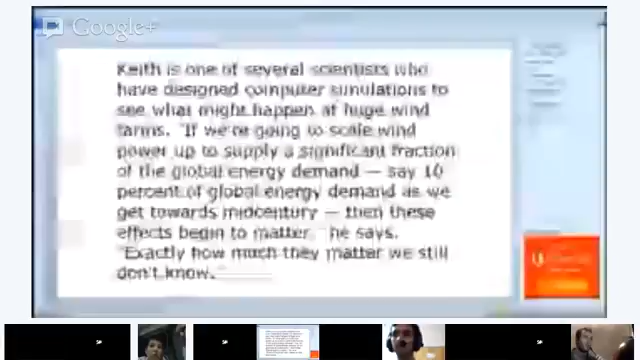 Google+
Keith is one of several scientists who
have designed computer simulations to
see what might happen at huge wind
farms. "If we're going to scale wind
power up to supply a significant fraction
of the global energy demand — say 10
percent of global energy demand as we
get towards midcentury — then these
effects begin to matter," he says.
"Exactly how much they matter we still
don't know."